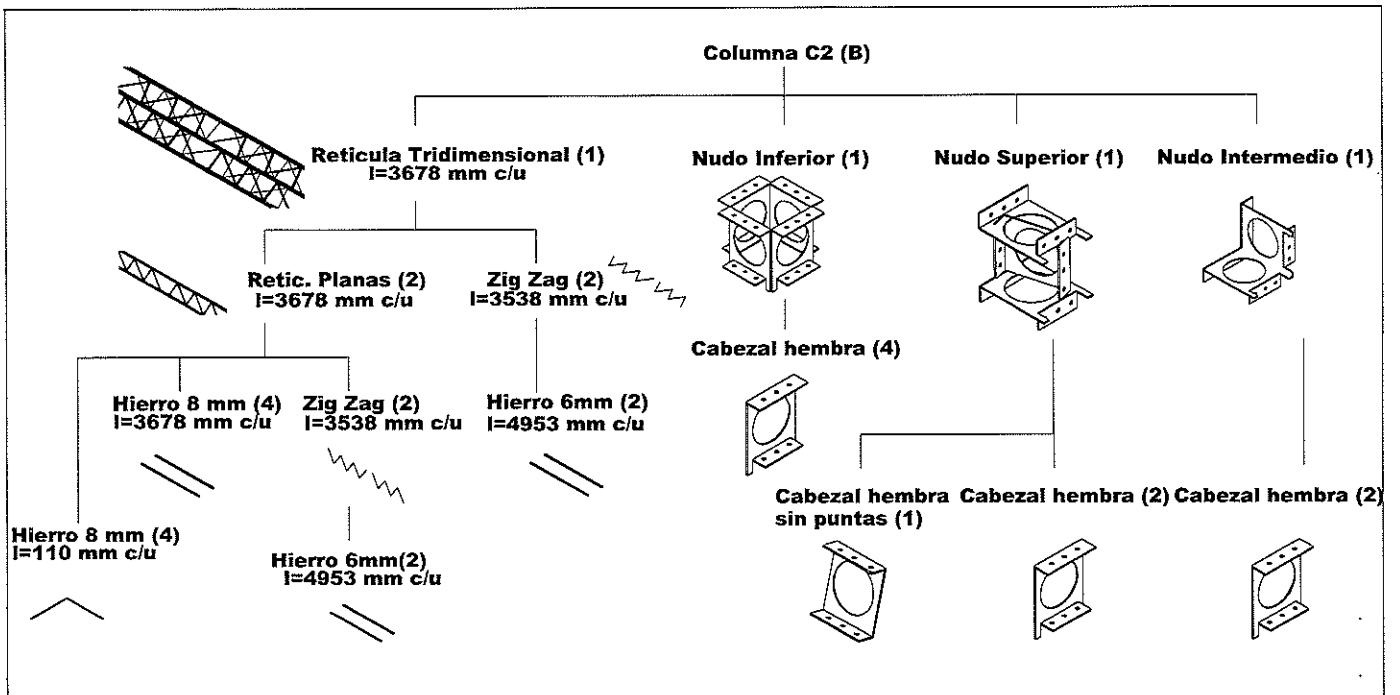 Columna C2 (B)
Reticula Tridimensional (1)
l=3678 mm c/u
Nudo Inferior (1)
Nudo Superior (1)
Nudo Intermedio (1)
Retic. Planas (2)
l=3678 mm c/u
Zig Zag (2)
l=3538 mm c/u
Cabezal hembra (4)
Hierro 8 mm (4)
l=3678 mm c/u
Zig Zag (2)
l=3538 mm c/u
Hierro 6mm (2)
l=4953 mm c/u
Cabezal hembra
sin puntas (1)
Cabezal hembra (2)
Cabezal hembra (2)
Hierro 8 mm (4)
l=110 mm c/u
Hierro 6mm(2)
l=4953 mm c/u